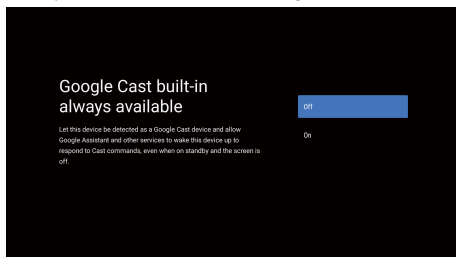 Google Cast built-in
always available
Let this device be detected as a Google Cast device and allow
Google Assistant and other services to wake this device up to
respond to Cast commands, even when on standby and the screen is
off.
Off
On